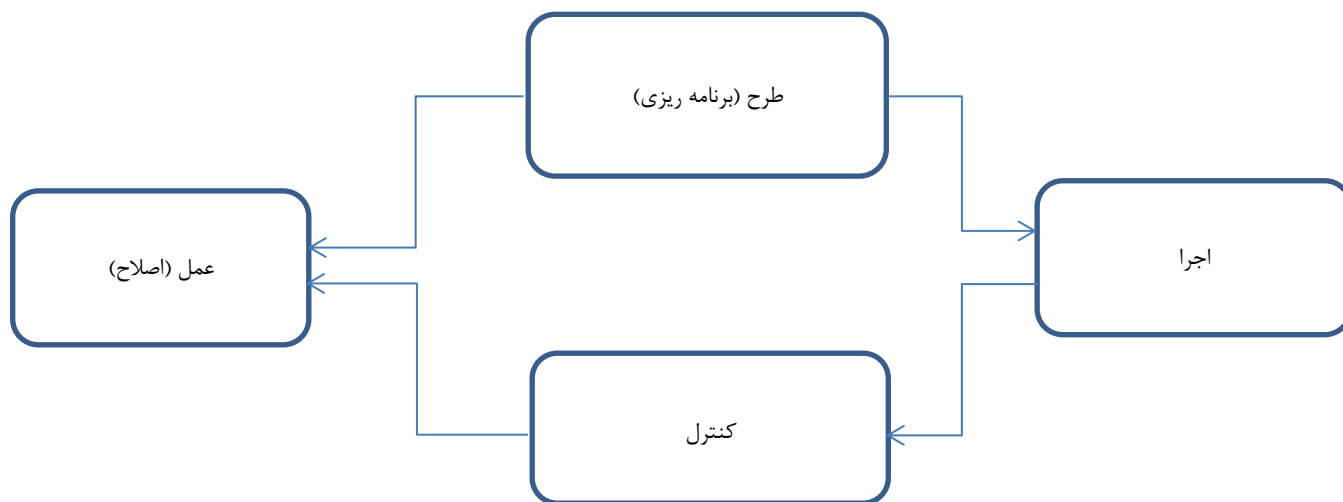 طرح (برنامه ریزی)
اجرا
عمل (اصلاح)
کنترل